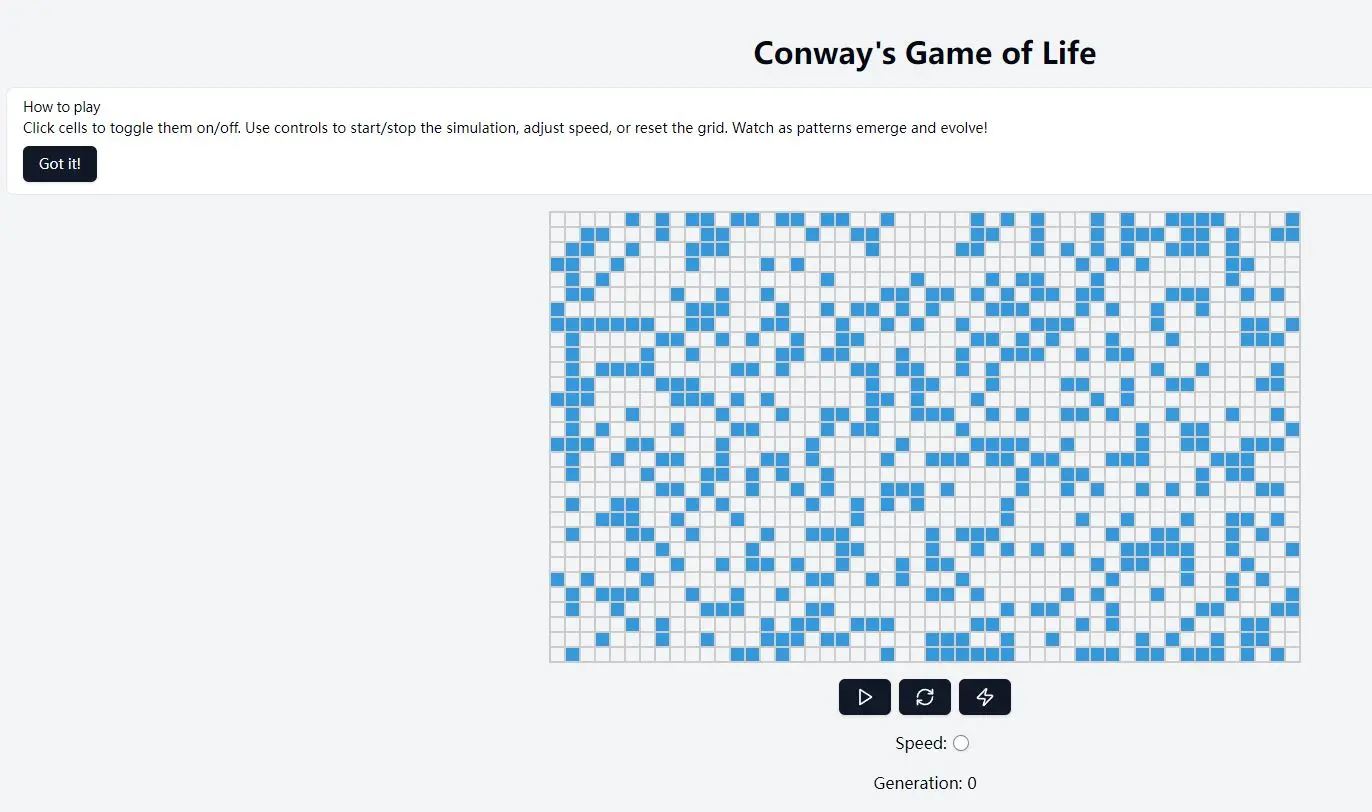 Conway's Game of Life
How to play
Click cells to toggle them on/off. Use controls to start/stop the simulation, adjust speed, or reset the grid. Watch as patterns emerge and evolve!
Got it!
Speed:
Generation: 0